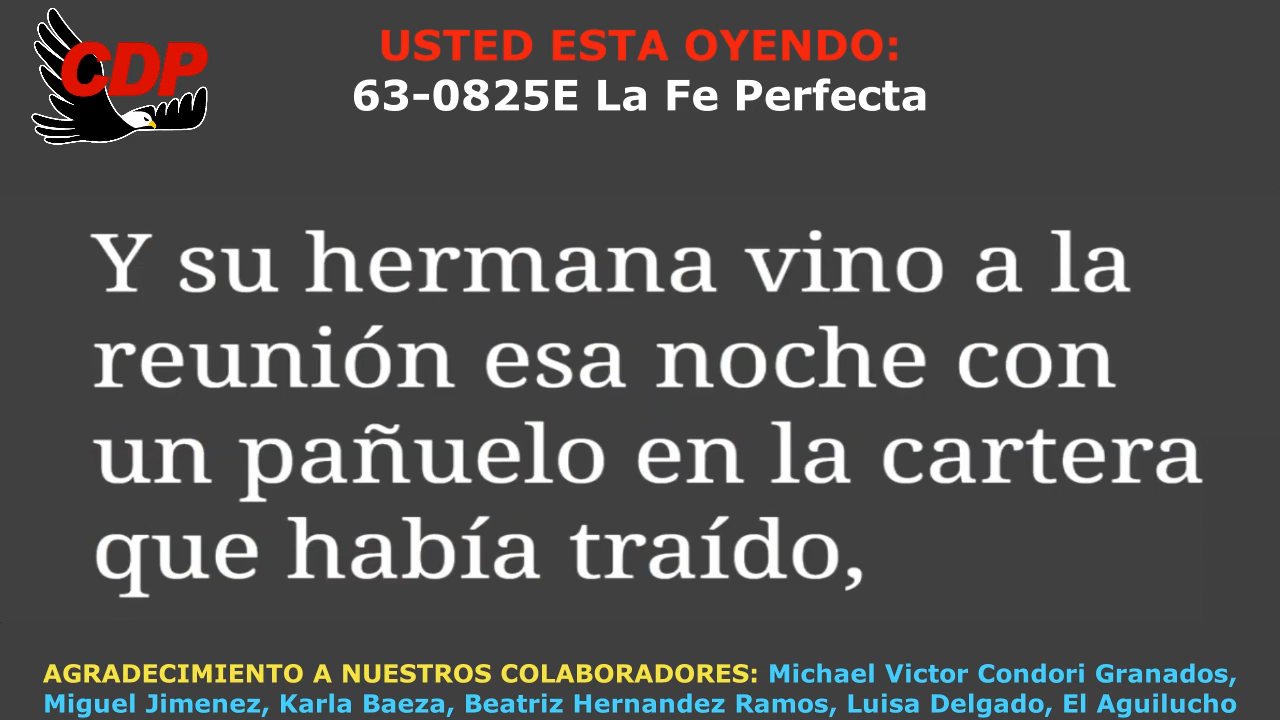 CDP
USTED ESTA OYENDO:
63-0825E La Fe Perfecta
Y su hermana vino a la
reunión esa noche con
un pañuelo en la cartera
que había traído,
AGRADECIMIENTO A NUESTROS COLABORADORES: Michael Victor Condori Granados,
Miguel Jimenez, Karla Baeza, Beatriz Hernandez Ramos, Luisa Delgado, El Aguilucho